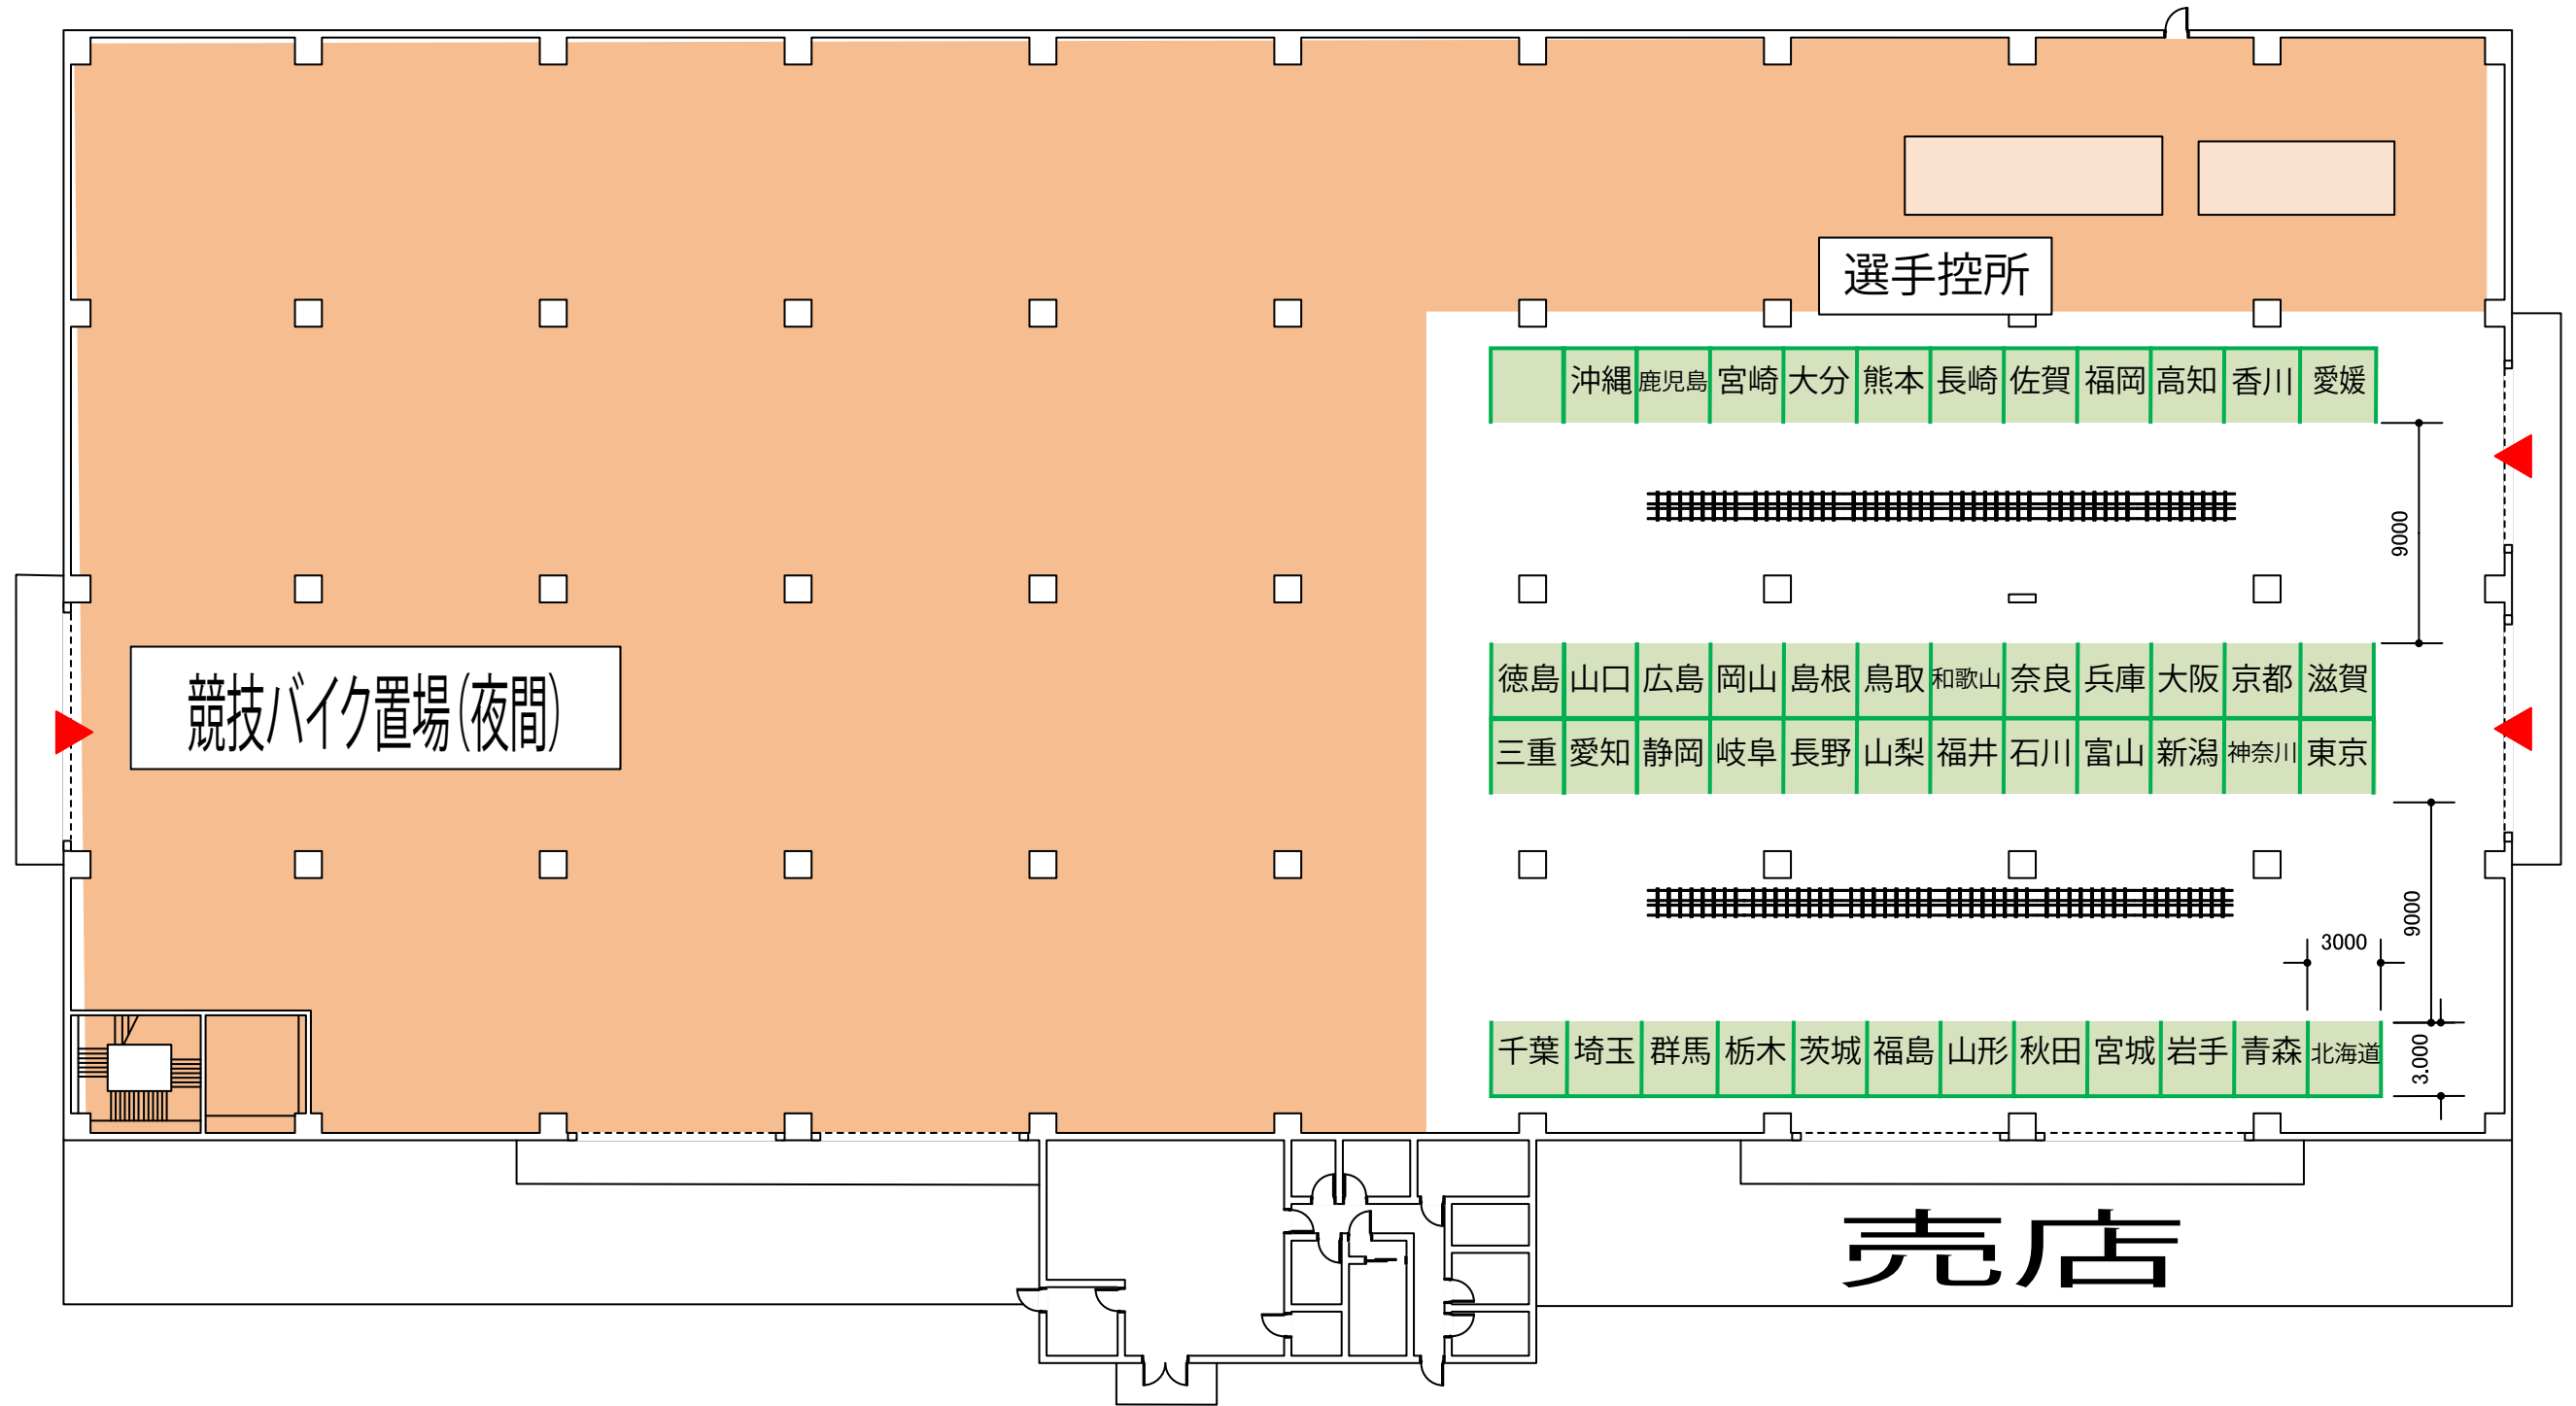 選手控所
沖縄 鹿児島 宮崎 大分 熊本 長崎 佐賀 福岡 高知 香川 愛媛
9000
競技バイク置場(夜間)
徳島 山口 広島 岡山 島根 鳥取 和歌山 奈良 兵庫 大阪 京都 滋賀
三重 愛知 静岡 岐阜 長野 山梨 福井 石川 富山 新潟 神奈川 東京
9000
3000
千葉 埼玉 群馬 栃木 茨城 福島 山形 秋田 宮城 岩手 青森 北海道
3.000
売店